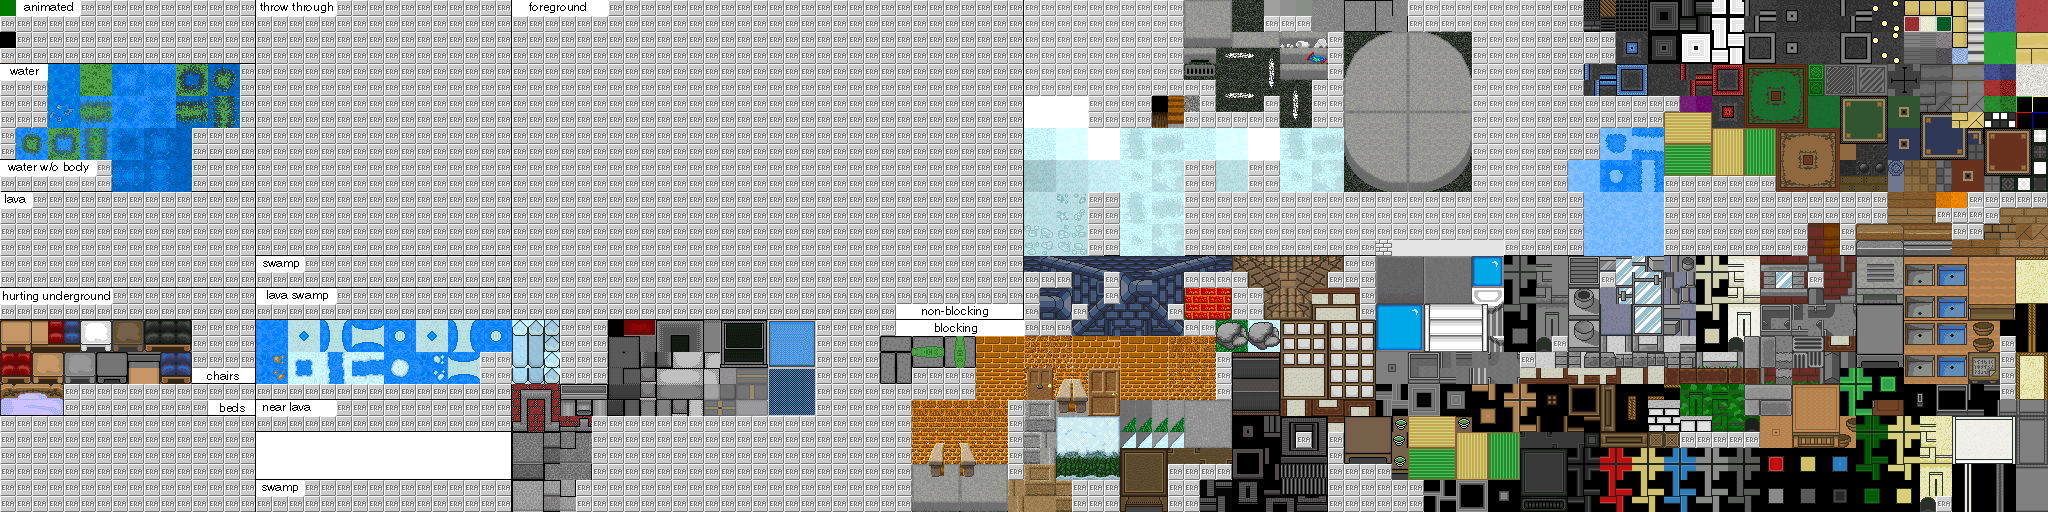 animated
throw through
foreground
water
water w/o body
lava
swamp
hurting underground
lava swamp
non-blocking
blocking
chairs
beds
near lava
swamp
ERA